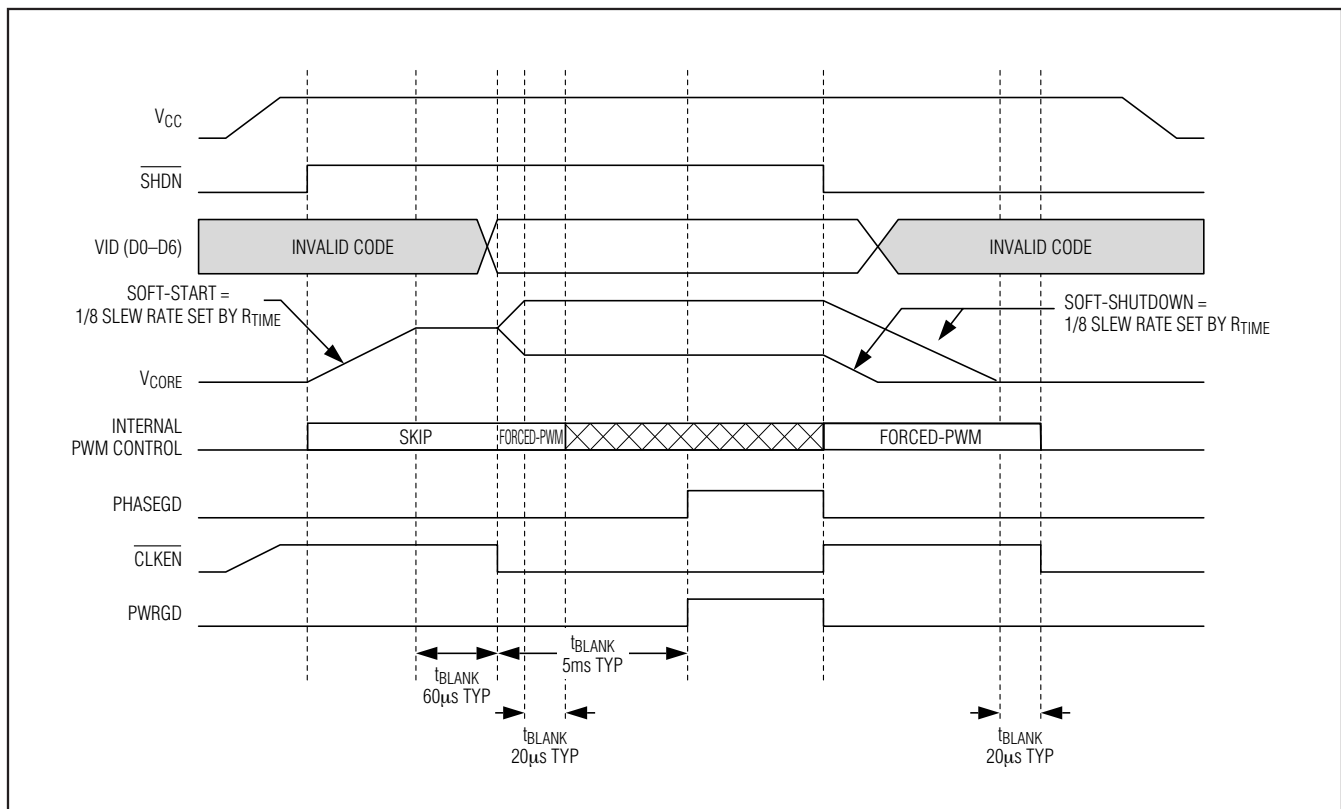 VCC
SHDN
VID (D0–D6)
INVALID CODE
INVALID CODE
SOFT-START =
1/8 SLEW RATE SET BY RTIME
SOFT-SHUTDOWN =
1/8 SLEW RATE SET BY RTIME
VCORE
INTERNAL
PWM CONTROL
SKIP
FORCED-PWM
FORCED-PWM
PHASEGD
CLKEN
PWRGD
tBLANK
60μs TYP
tBLANK
5ms TYP
tBLANK
20μs TYP
tBLANK
20μs TYP